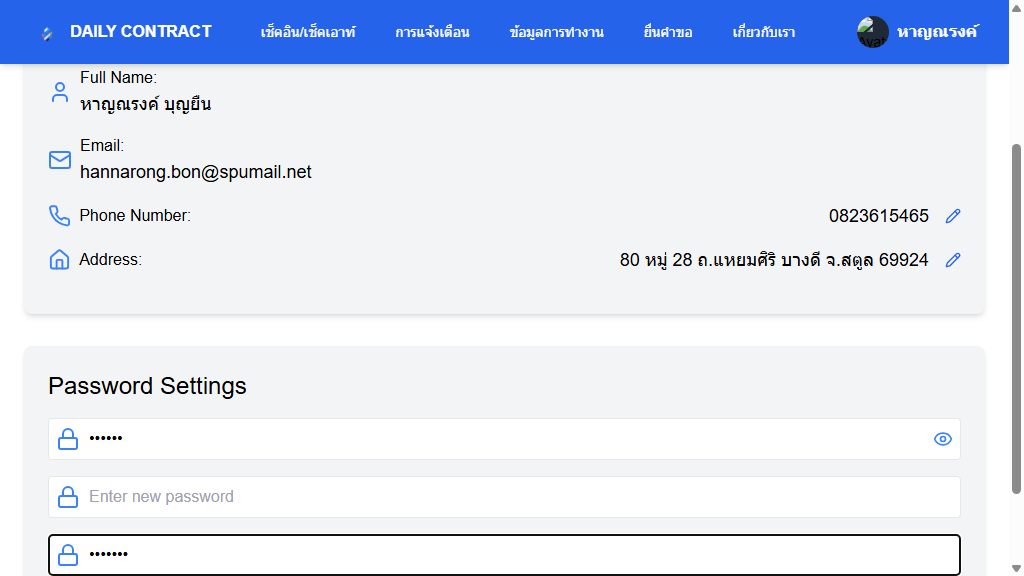 DAILY CONTRACT เช็คอิน/เช็คเอาท์ การแจ้งเตือน ข้อมูลการทำงาน ยื่นคำขอ เกี่ยวกับเรา หาญณรงค์
Full Name:
หาญณรงค์ บุญยืน
Email:
hannarong.bon@spumail.net
Phone Number: 0823615465
Address: 80 หมู่ 28 ถ.แหยมศิริ บางดี จ.สตูล 69924
Password Settings
••••••
Enter new password
•••••••